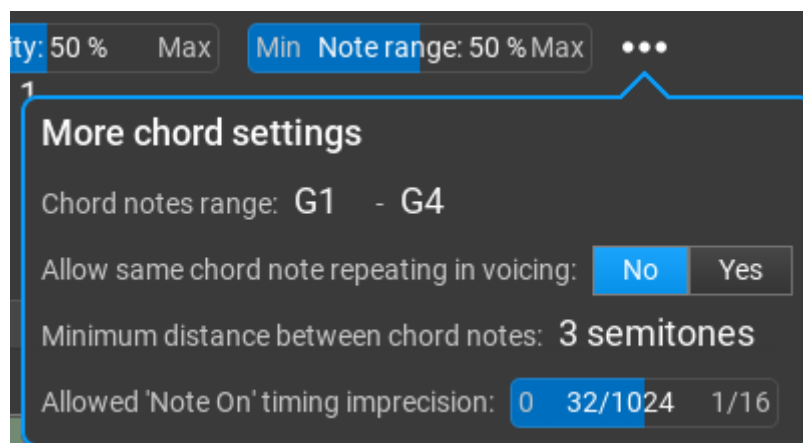 ity: 50 % Max Min Note range: 50 % Max •••
1
More chord settings
Chord notes range: G1 - G4
Allow same chord note repeating in voicing: No Yes
Minimum distance between chord notes: 3 semitones
Allowed 'Note On' timing imprecision: 0 32/1024 1/16